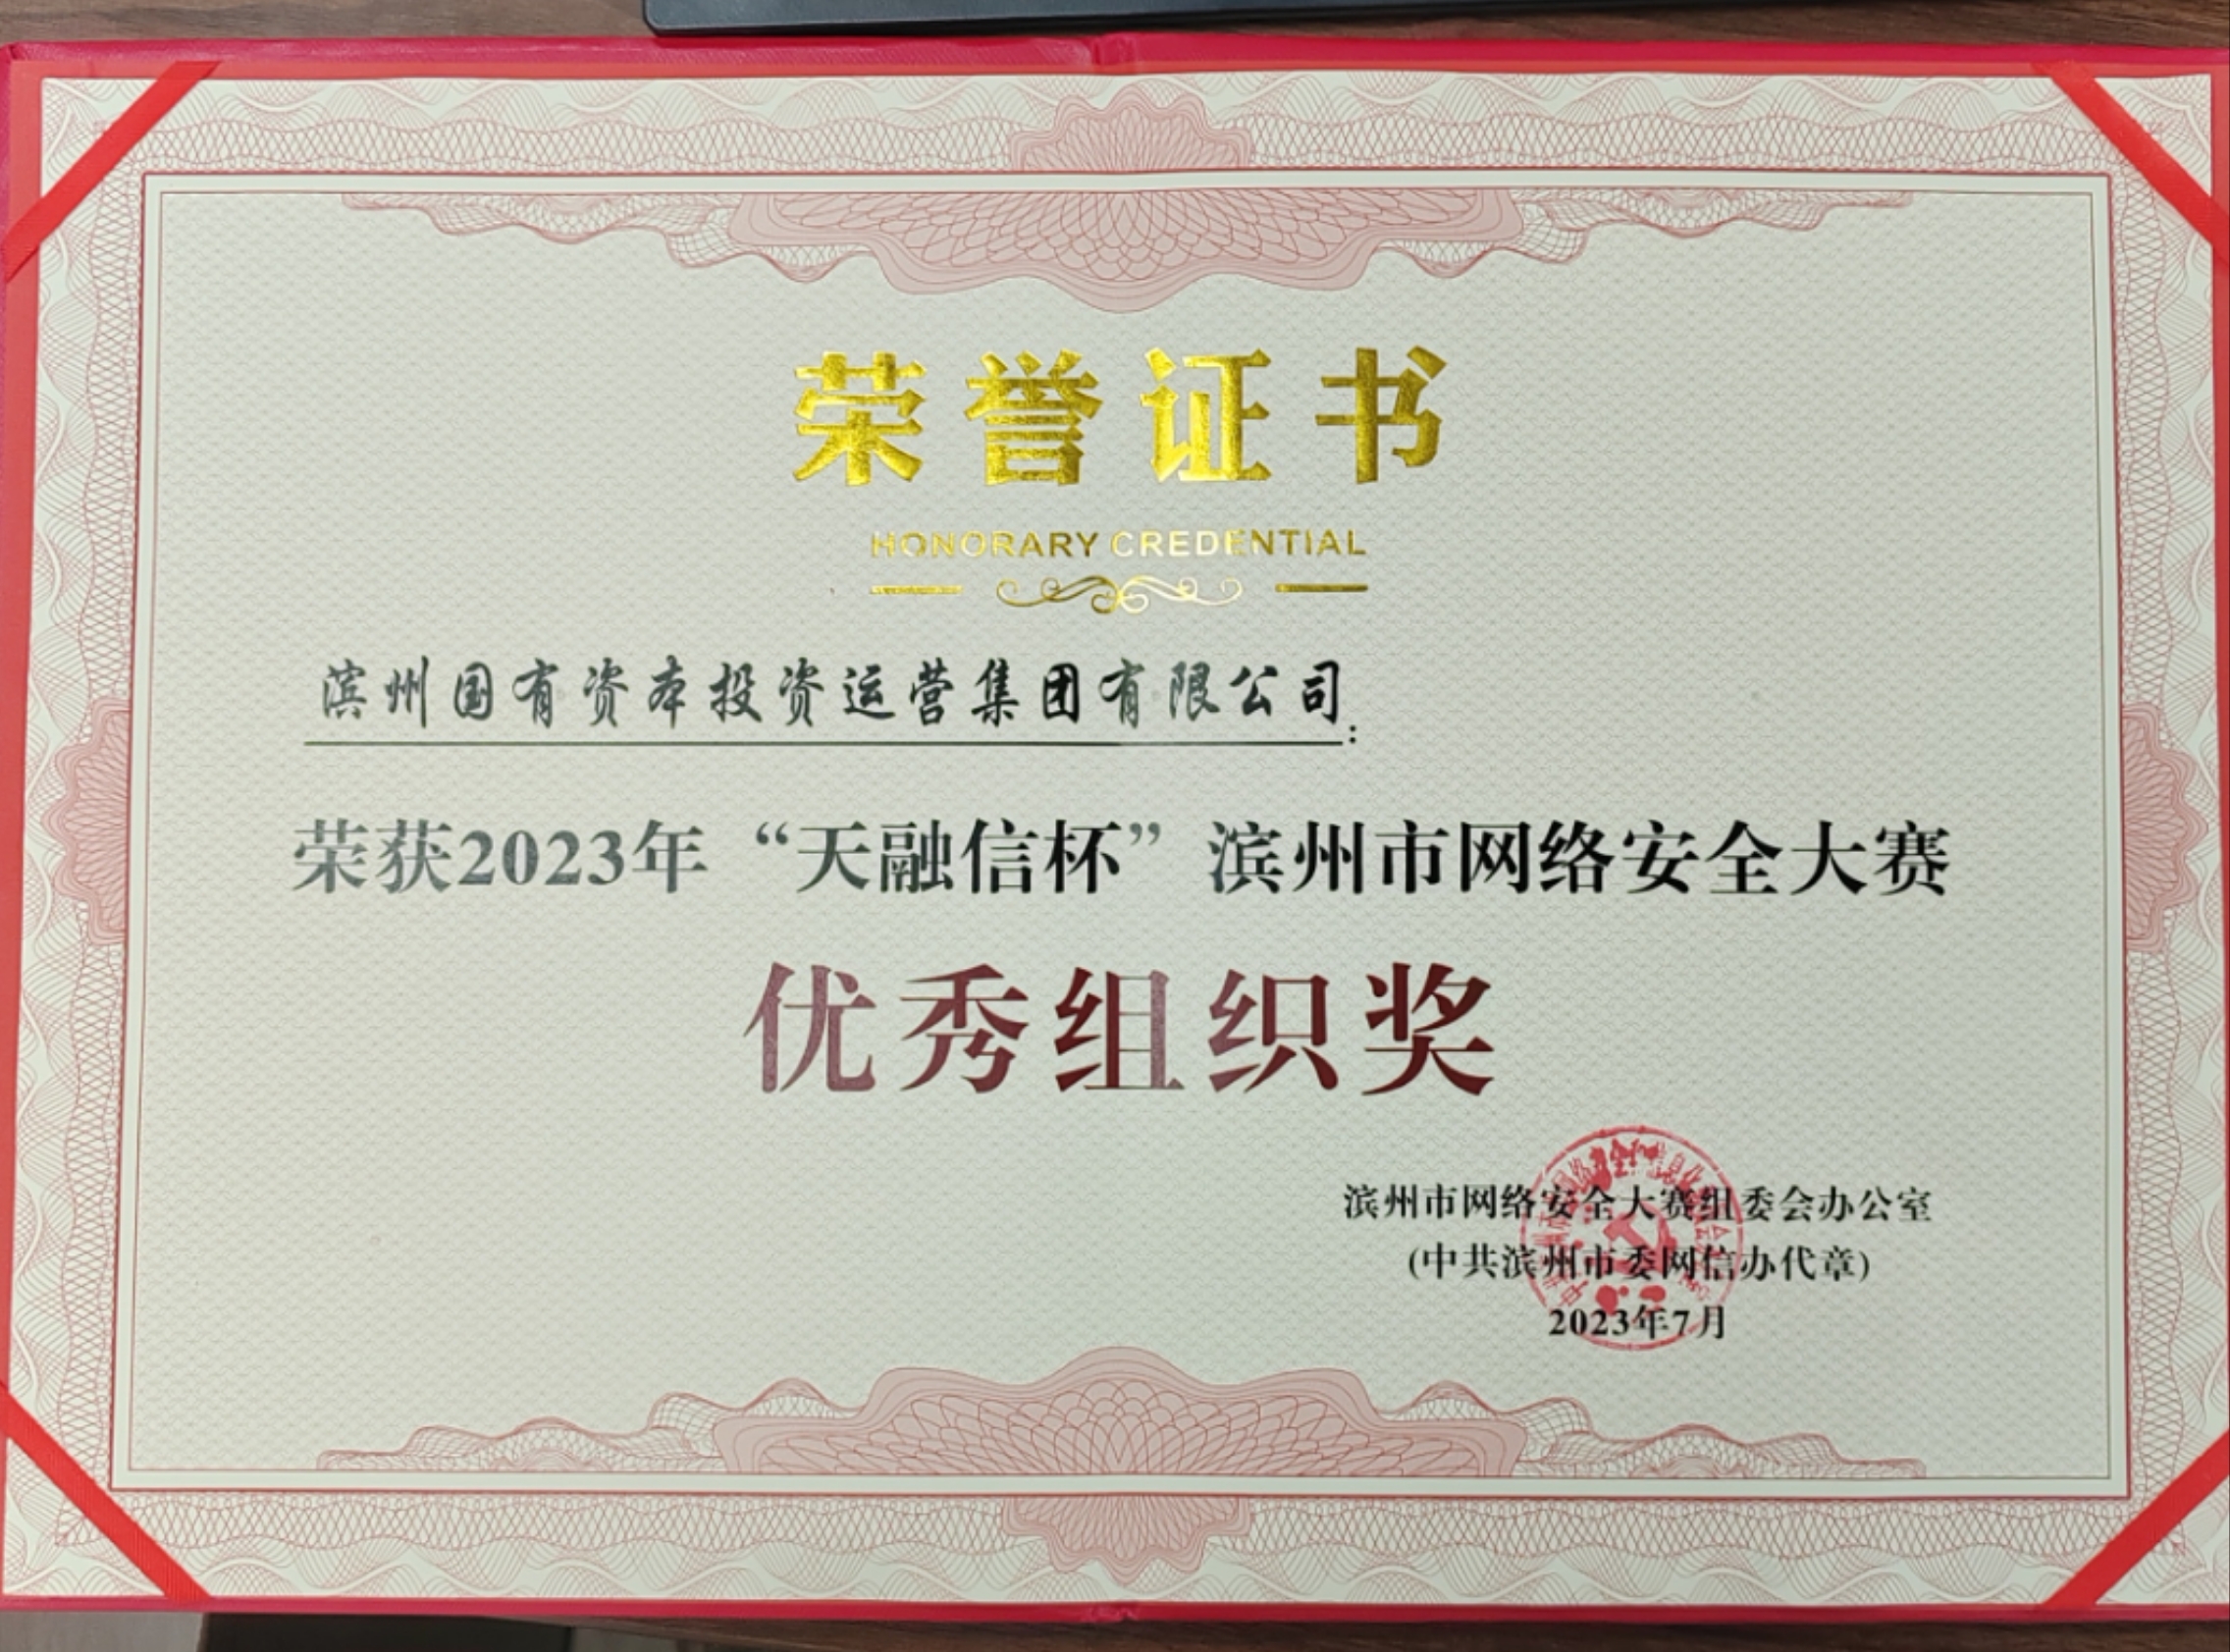 荣誉证书
HONORARY CREDENTIAL
滨州国有资本投资运营集团有限公司:
荣获2023年“天融信杯”滨州市网络安全大赛
优秀组织奖
滨州市网络安全大赛组委会办公室
(中共滨州市委网信办代章)
2023年7月